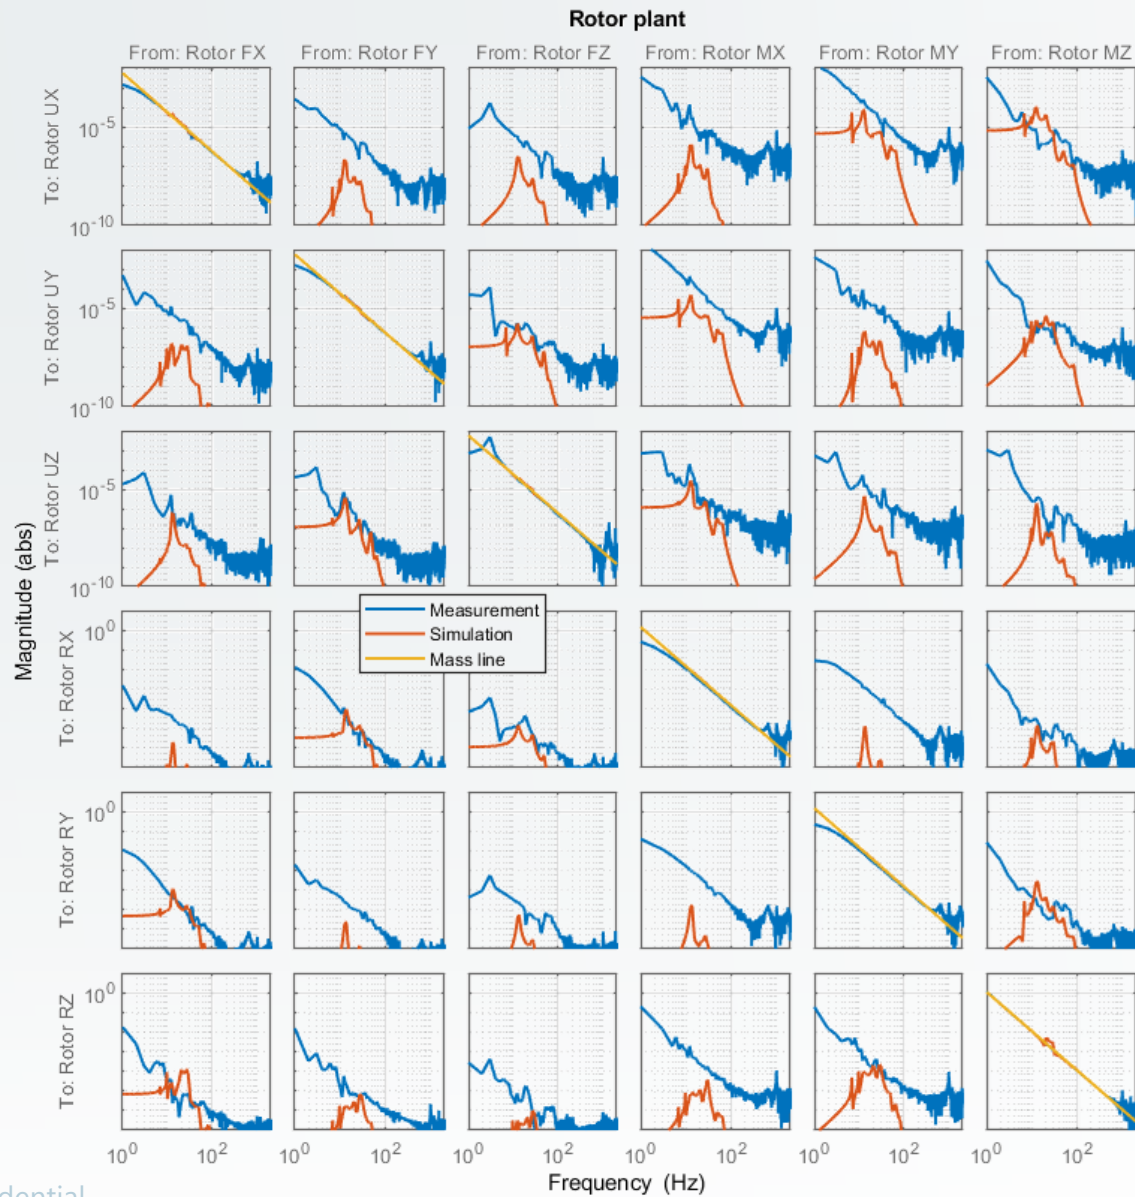 Rotor plant
From: Rotor FX From: Rotor FY From: Rotor FZ From: Rotor MX From: Rotor MY From: Rotor MZ
To: Rotor UX
10^-5
10^-10
To: Rotor UY
10^-5
10^-10
To: Rotor UZ
10^-5
10^-10
Magnitude (abs)
Measurement
Simulation
Mass line
To: Rotor RX
10^0
To: Rotor RY
10^0
To: Rotor RZ
10^0
10^0 10^2 10^0 10^2 10^0 10^2 10^0 10^2 10^0 10^2 10^0 10^2
Frequency (Hz)